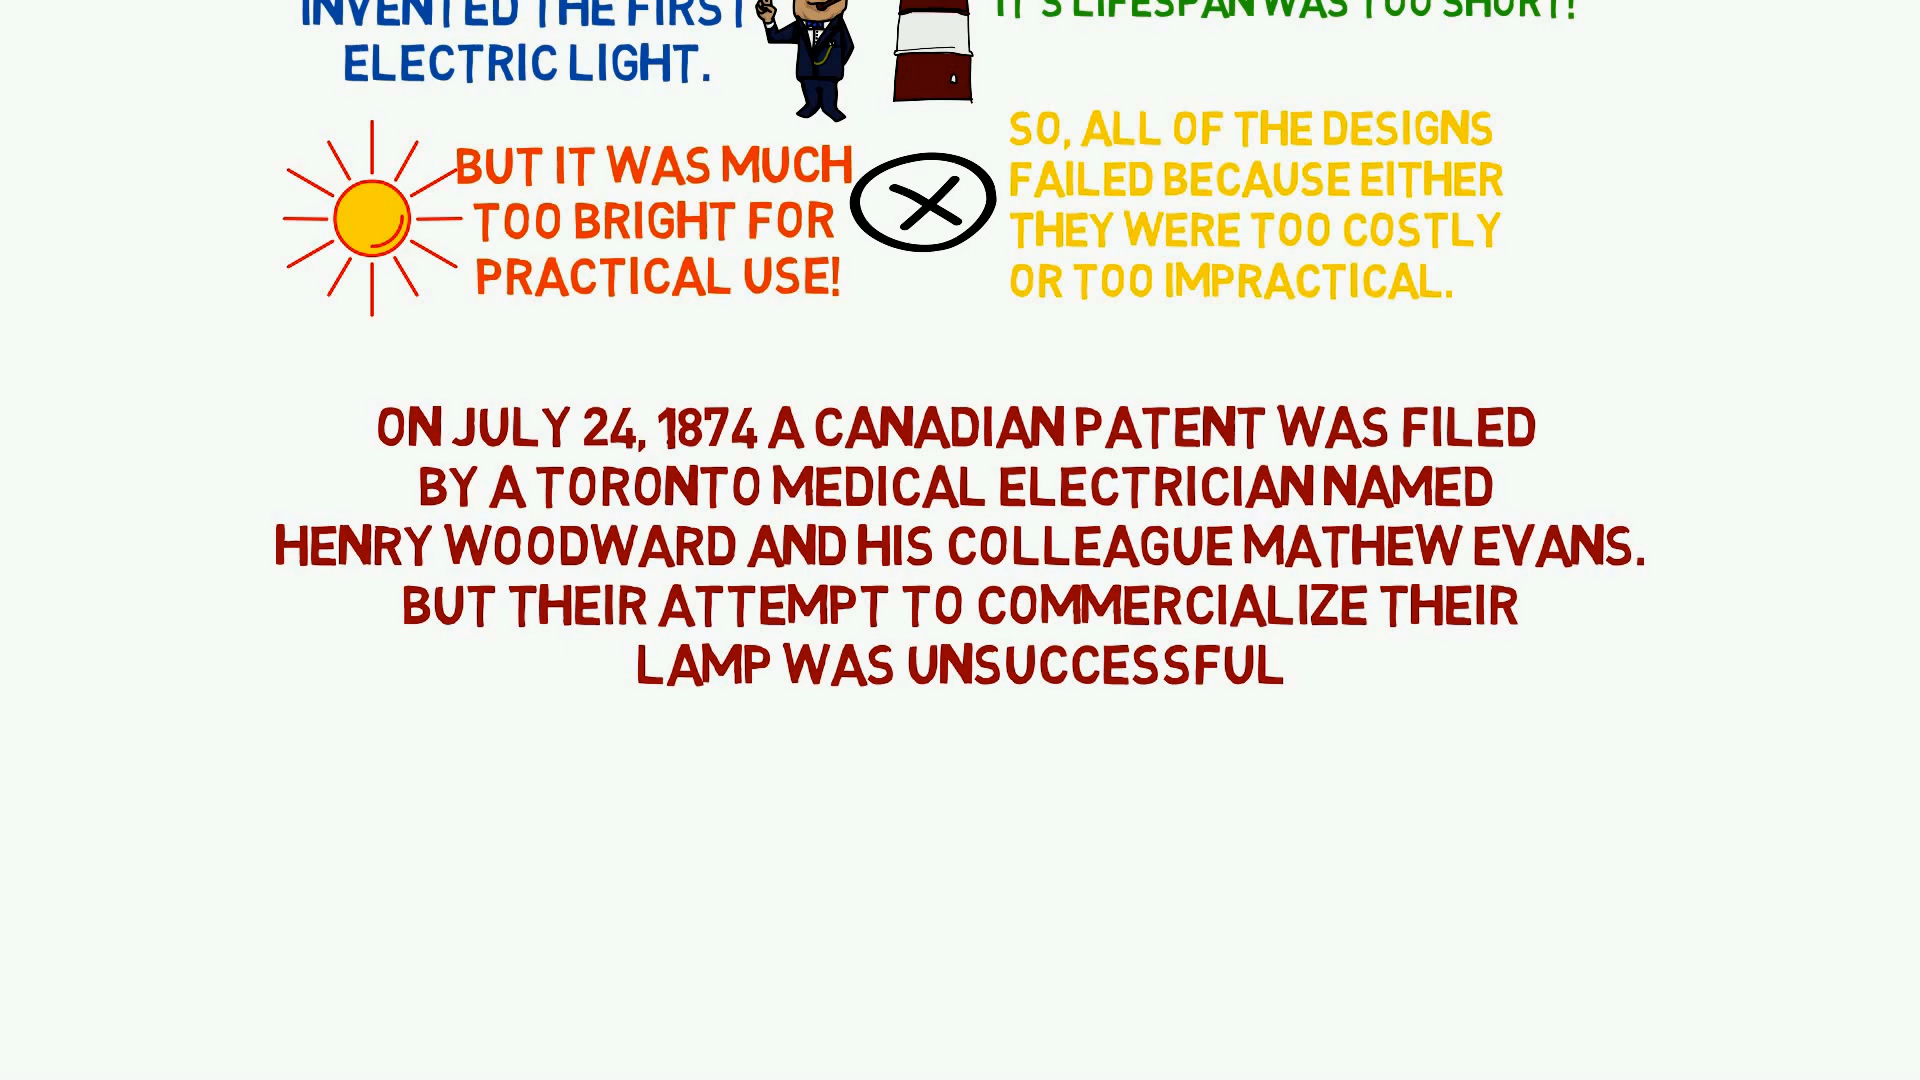 INVENTED THE FIRST
ELECTRIC LIGHT.
IT'S LIFESPAN WAS TOO SHORT!
BUT IT WAS MUCH
TOO BRIGHT FOR
PRACTICAL USE!
SO, ALL OF THE DESIGNS
FAILED BECAUSE EITHER
THEY WERE TOO COSTLY
OR TOO IMPRACTICAL.
ON JULY 24, 1874 A CANADIAN PATENT WAS FILED
BY A TORONTO MEDICAL ELECTRICIAN NAMED
HENRY WOODWARD AND HIS COLLEAGUE MATHEW EVANS.
BUT THEIR ATTEMPT TO COMMERCIALIZE THEIR
LAMP WAS UNSUCCESSFUL